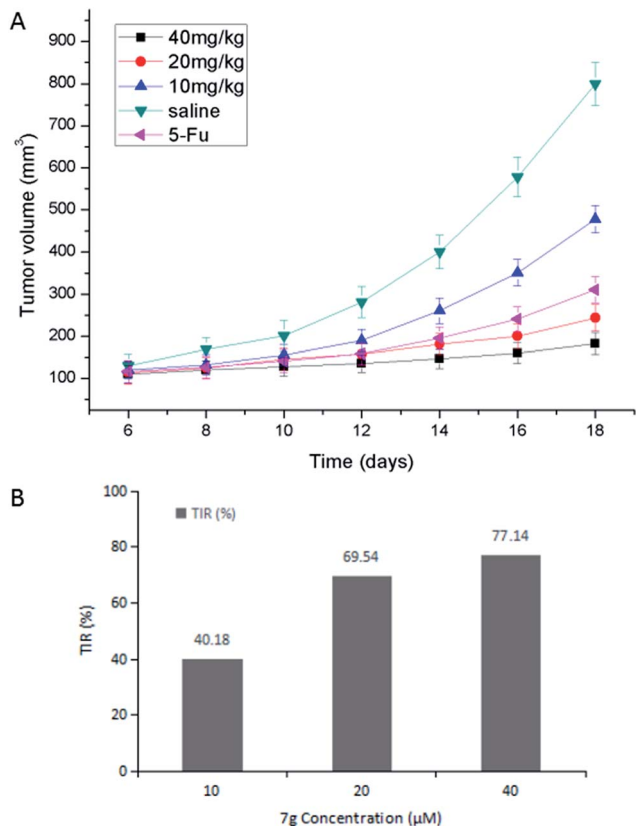 A
40mg/kg
20mg/kg
10mg/kg
saline
5-Fu
Tumor volume (mm³)
900
800
700
600
500
400
300
200
100
6 8 10 12 14 16 18
Time (days)
B
TIR (%)
TIR (%)
100
80
60
40
20
0
40.18
69.54
77.14
10 20 40
7g Concentration (µM)